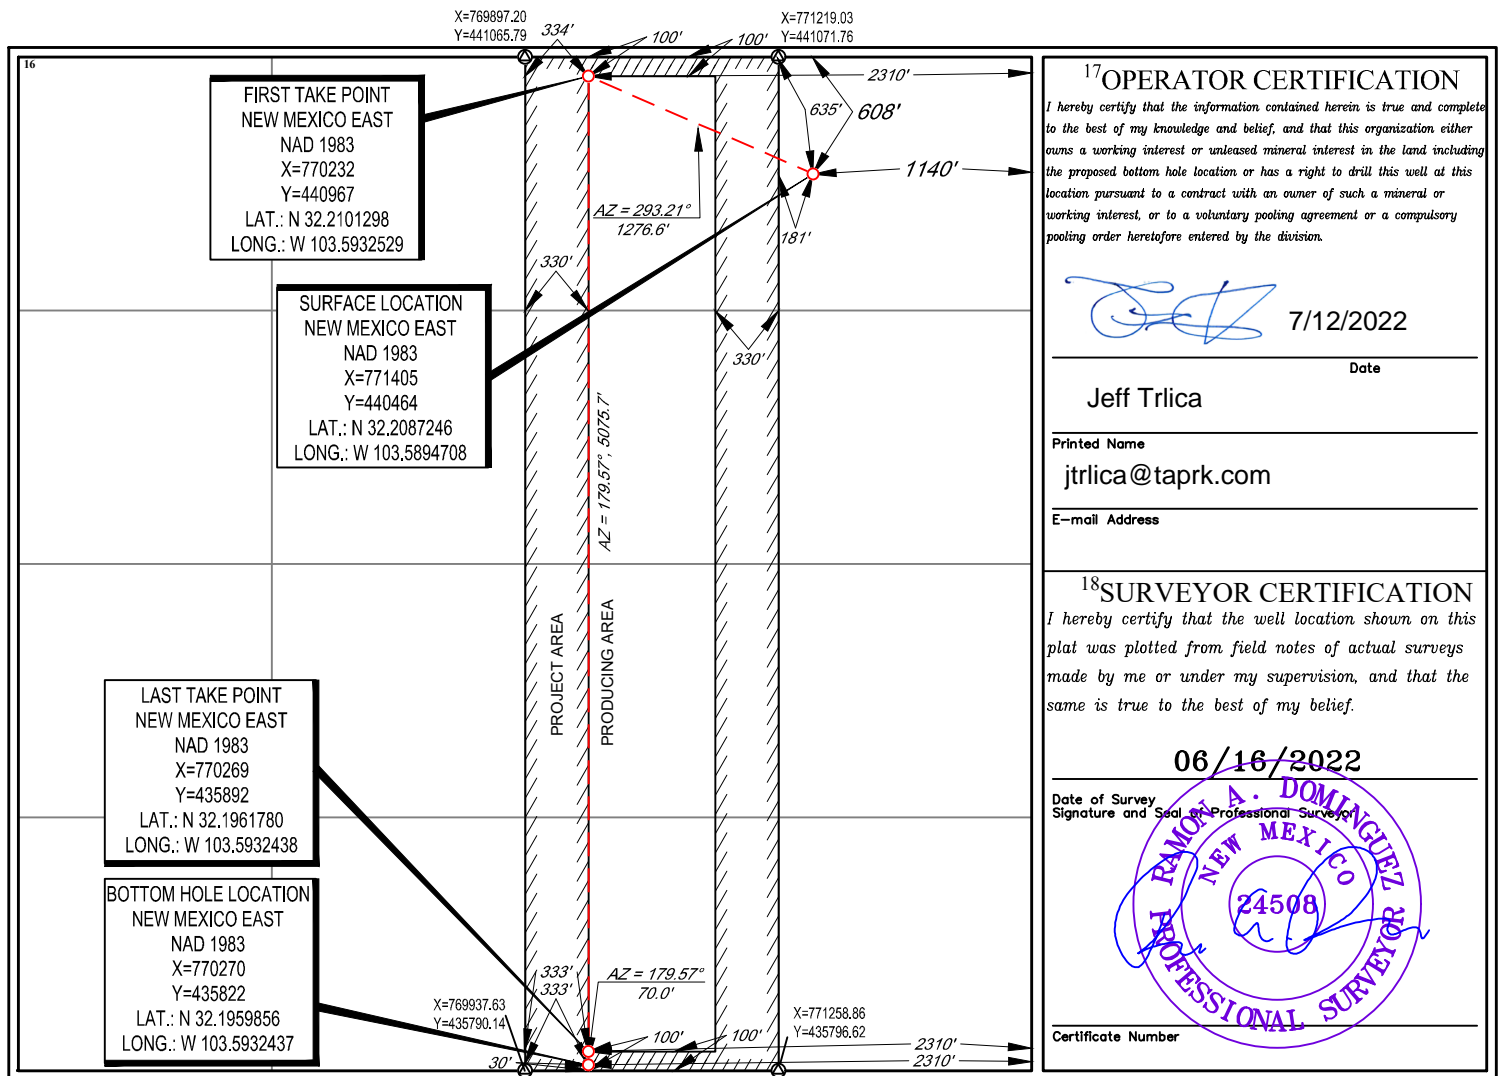 X=769897.20
Y=441065.79
334'
100'
100'
X=771219.03
Y=441071.76
16
2310'
635'
608'
1140'
181'
FIRST TAKE POINT
NEW MEXICO EAST
NAD 1983
X=770232
Y=440967
LAT.: N 32.2101298
LONG.: W 103.5932529
AZ = 293.21°
1276.6'
330'
330'
SURFACE LOCATION
NEW MEXICO EAST
NAD 1983
X=771405
Y=440464
LAT.: N 32.2087246
LONG.: W 103.5894708
AZ = 179.57°, 5075.7'
PROJECT AREA
PRODUCING AREA
LAST TAKE POINT
NEW MEXICO EAST
NAD 1983
X=770269
Y=435892
LAT.: N 32.1961780
LONG.: W 103.5932438
BOTTOM HOLE LOCATION
NEW MEXICO EAST
NAD 1983
X=770270
Y=435822
LAT.: N 32.1959856
LONG.: W 103.5932437
333'
333'
AZ = 179.57°
70.0'
X=769937.63
Y=435790.14
X=771258.86
Y=435796.62
100'
100'
30'
2310'
2310'
17OPERATOR CERTIFICATION
I hereby certify that the information contained herein is true and complete
to the best of my knowledge and belief, and that this organization either
owns a working interest or unleased mineral interest in the land including
the proposed bottom hole location or has a right to drill this well at this
location pursuant to a contract with an owner of such a mineral or
working interest, or to a voluntary pooling agreement or a compulsory
pooling order heretofore entered by the division.
7/12/2022
Date
Jeff Trlica
Printed Name
jtrlica@taprk.com
E-mail Address
18SURVEYOR CERTIFICATION
I hereby certify that the well location shown on this
plat was plotted from field notes of actual surveys
made by me or under my supervision, and that the
same is true to the best of my belief.
06/16/2022
Date of Survey
Signature and Seal of Professional Surveyor
RAMON A. DOMINGUEZ
NEW MEXICO
24508
PROFESSIONAL SURVEYOR
Certificate Number